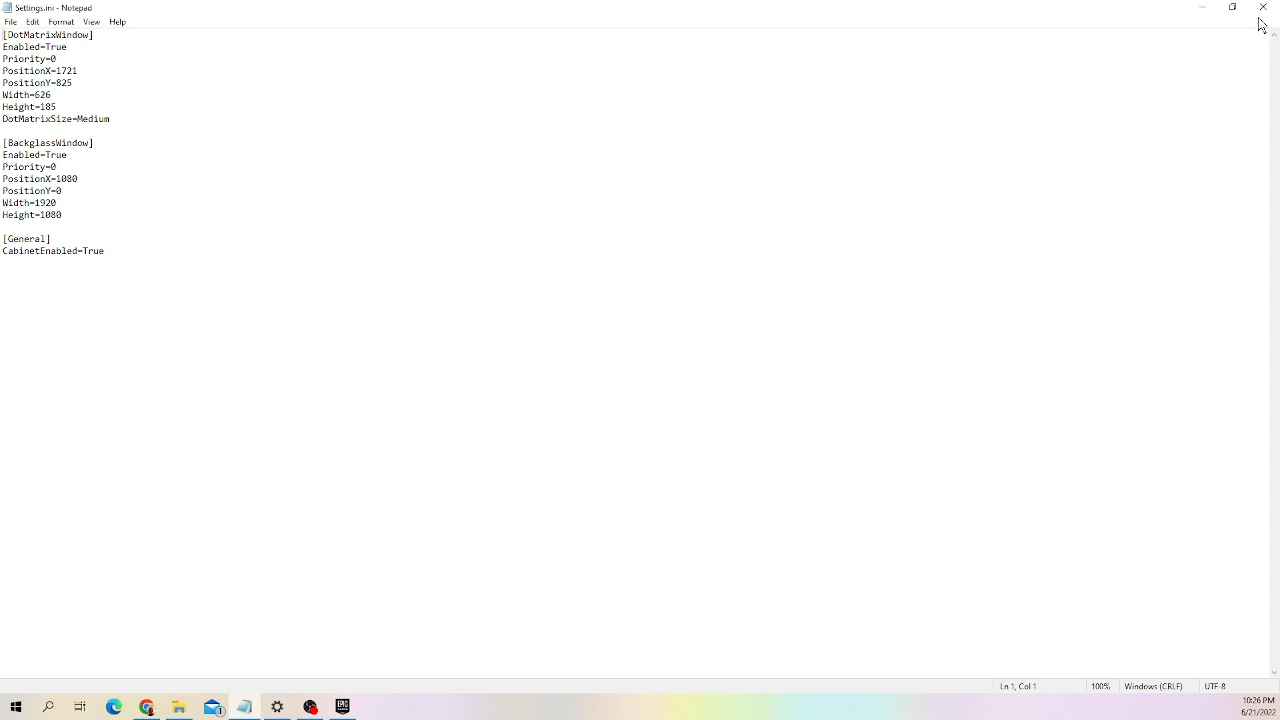 Settings.ini - Notepad
File Edit Format View Help
[DotMatrixWindow]
Enabled=True
Priority=0
PositionX=1721
PositionY=825
Width=626
Height=185
DotMatrixSize=Medium
[BackglassWindow]
Enabled=True
Priority=0
PositionX=1080
PositionY=0
Width=1920
Height=1080
[General]
CabinetEnabled=True
Ln 1, Col 1 100% Windows (CRLF) UTF-8
1
EPIC
10:26 PM
6/21/2022